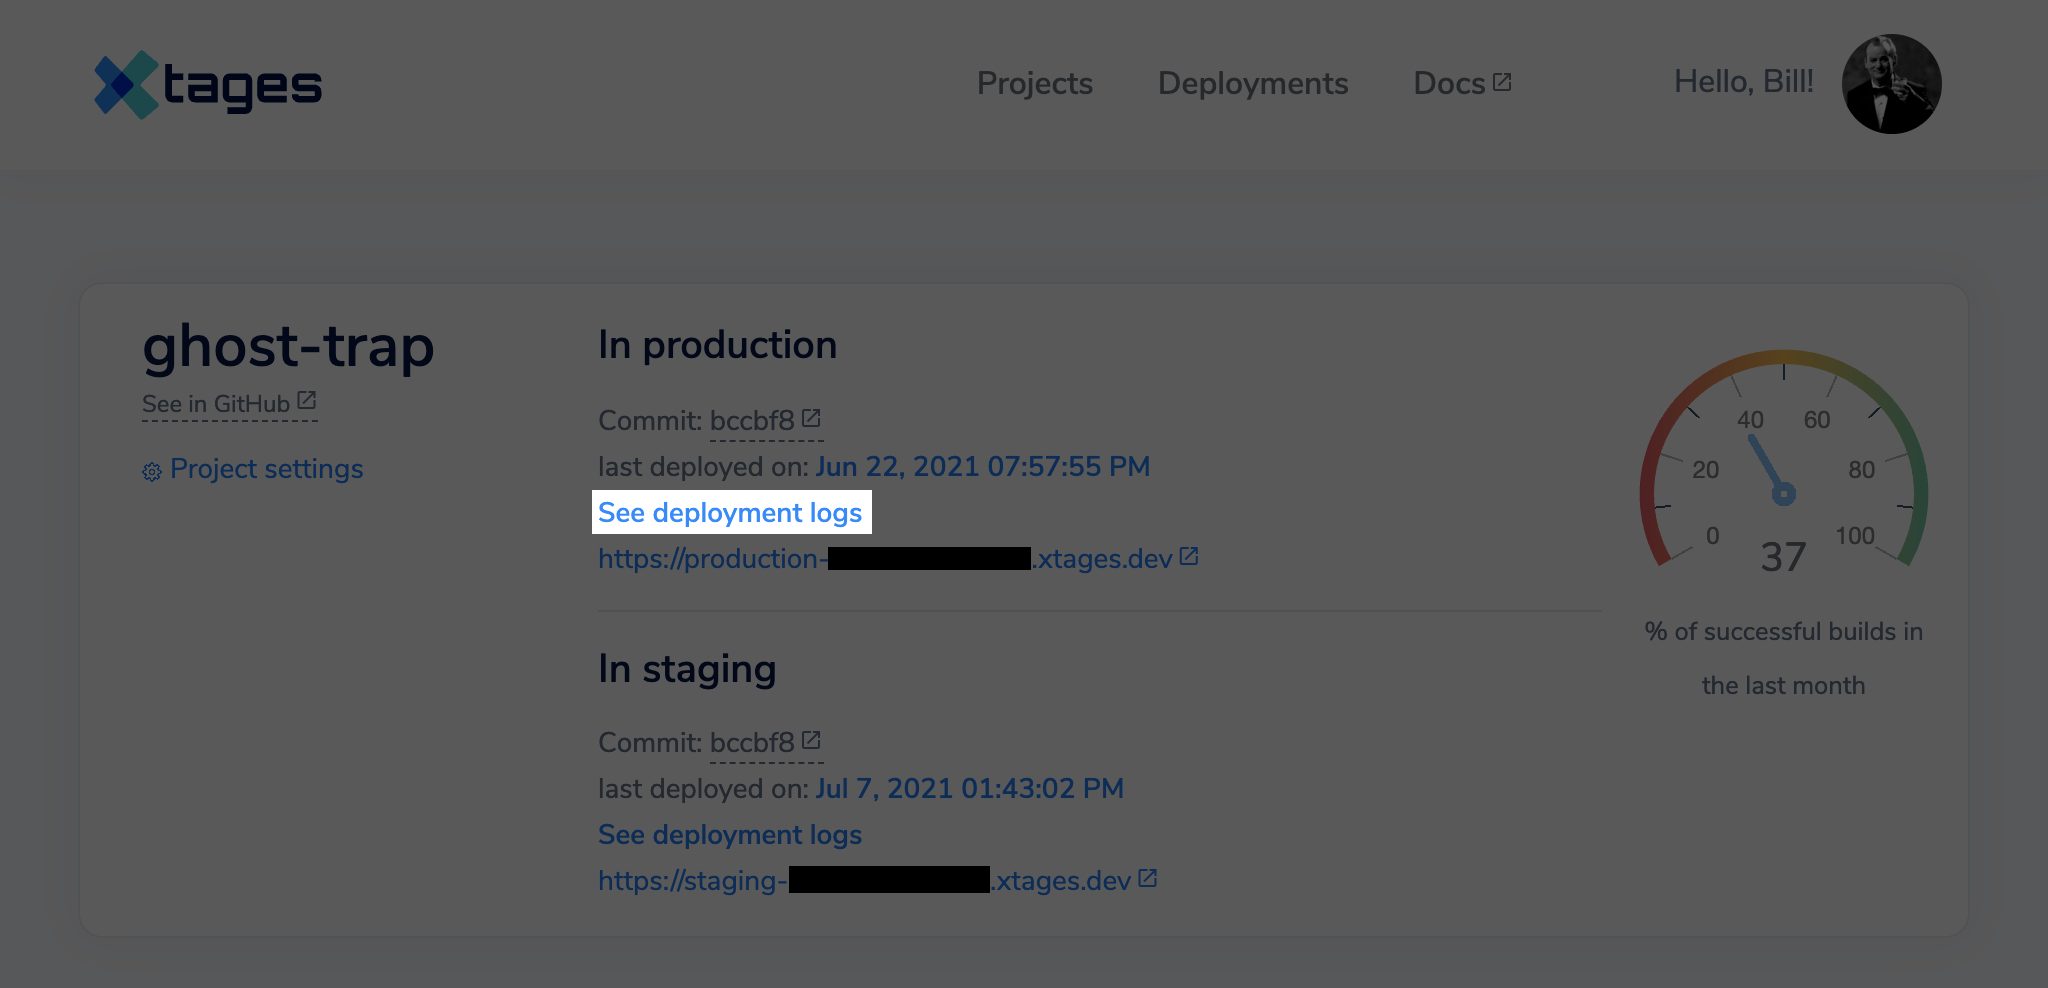 xtages
Projects
Deployments
Docs
Hello, Bill!
ghost-trap
See in GitHub
Project settings
In production
Commit: bccbf8
last deployed on: Jun 22, 2021 07:57:55 PM
See deployment logs
https://production-
.xtages.dev
In staging
Commit: bccbf8
last deployed on: Jul 7, 2021 01:43:02 PM
See deployment logs
https://staging-
.xtages.dev
40
60
20
80
0
100
37
% of successful builds in
the last month